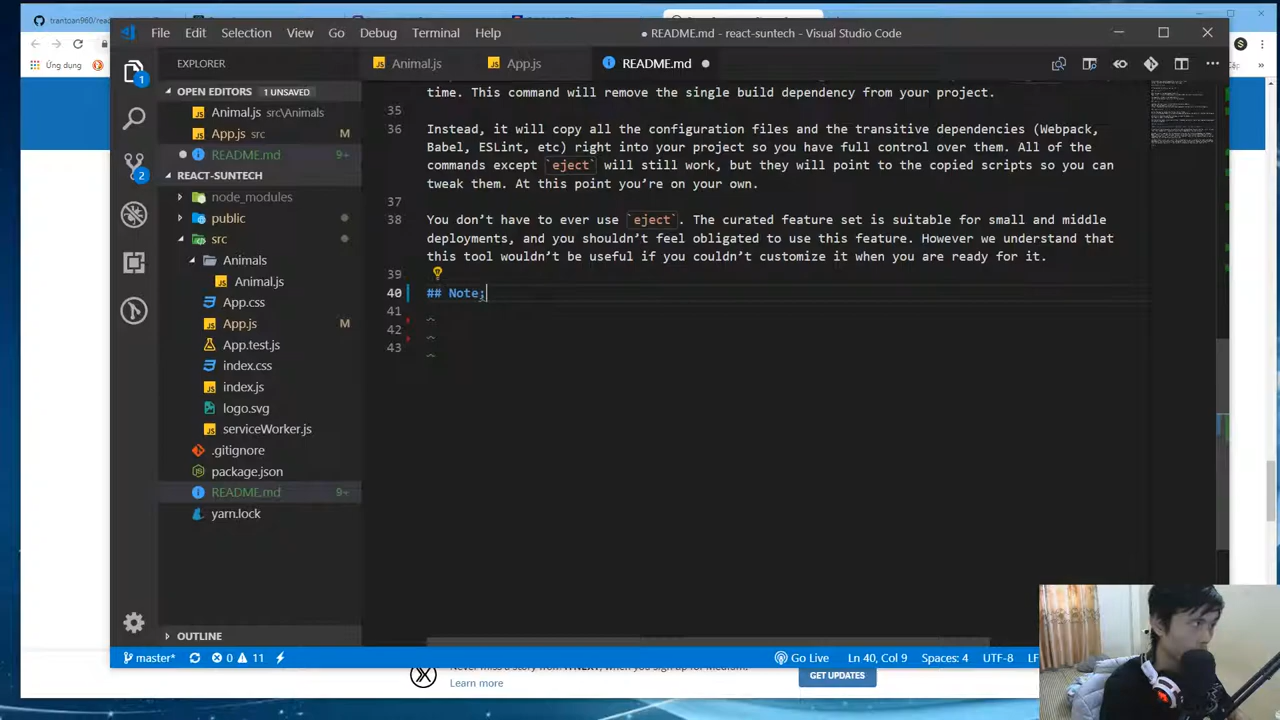 trantoan960/rea
File Edit Selection View Go Debug Terminal Help
● README.md - react-suntech - Visual Studio Code
Ứng dụng
EXPLORER
Animal.js
App.js
README.md
OPEN EDITORS 1 UNSAVED
Animal.js src\Animals
App.js src M
README.md 9+
REACT-SUNTECH
node_modules
public
src
Animals
Animal.js
App.css
App.js M
App.test.js
index.css
index.js
logo.svg
serviceWorker.js
.gitignore
package.json
README.md 9+
yarn.lock
OUTLINE
1
2
time. This command will remove the single build dependency from your project.
35
36 Instead, it will copy all the configuration files and the transitive dependencies (Webpack,
Babel, ESLint, etc) right into your project so you have full control over them. All of the
commands except `eject` will still work, but they will point to the copied scripts so you can
tweak them. At this point you’re on your own.
37
38 You don’t have to ever use `eject`. The curated feature set is suitable for small and middle
deployments, and you shouldn’t feel obligated to use this feature. However we understand that
this tool wouldn’t be useful if you couldn’t customize it when you are ready for it.
39
40 ## Note;
41
42
43
master* 0 11 Go Live Ln 40, Col 9 Spaces: 4 UTF-8 LF
Learn more
GET UPDATES